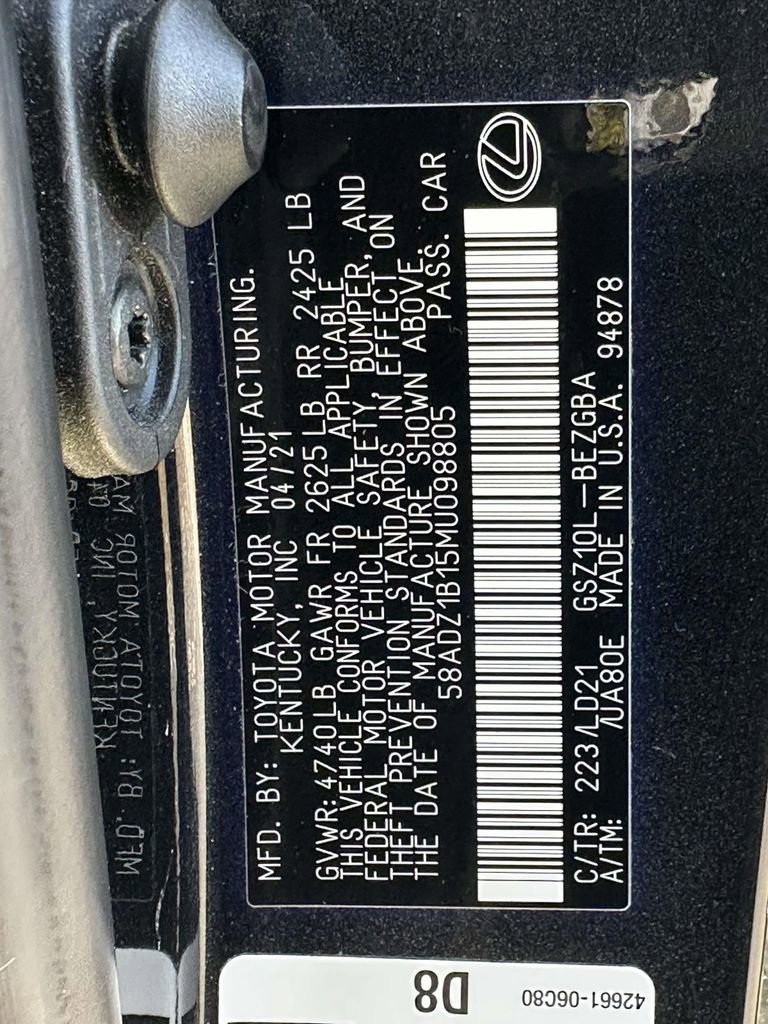 MFD. BY: TOYOTA MOTOR MANUFACTURING.
KENTUCKY, INC 04/21
GVWR: 4740LB GAWR FR 2625LB RR 2425 LB
THIS VEHICLE CONFORMS TO ALL APPLICABLE
FEDERAL MOTOR VEHICLE SAFETY, BUMPER, AND
THEFT PREVENTION STANDARDS IN EFFECT ON
THE DATE OF MANUFACTURE SHOWN ABOVE.
58ADZ1B15MU098805 PASS. CAR
C/TR: 223/LD21 GSZ10L-BEZGBA
A/TM: /UA80E MADE IN U.S.A. 94878
D8
42661-06C80